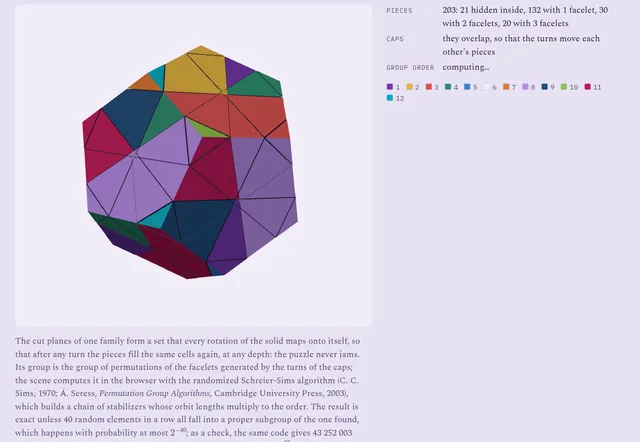 PIECES 203: 21 hidden inside, 132 with 1 facelet, 30
with 2 facelets, 20 with 3 facelets
CAPS they overlap, so that the turns move each
other's pieces
GROUP ORDER computing…
1 2 3 4 5 6 7 8 9 10 11
12
The cut planes of one family form a set that every rotation of the solid maps onto itself, so
that after any turn the pieces fill the same cells again, at any depth: the puzzle never jams.
Its group is the group of permutations of the facelets generated by the turns of the caps;
the scene computes it in the browser with the randomized Schreier-Sims algorithm (C. C.
Sims, 1970; Á. Seress, Permutation Group Algorithms, Cambridge University Press, 2003),
which builds a chain of stabilizers whose orbit lengths multiply to the order. The result is
exact unless 40 random elements in a row all fall into a proper subgroup of the one found,
which happens with probability at most 2⁻⁴⁰; as a check, the same code gives 43 252 003